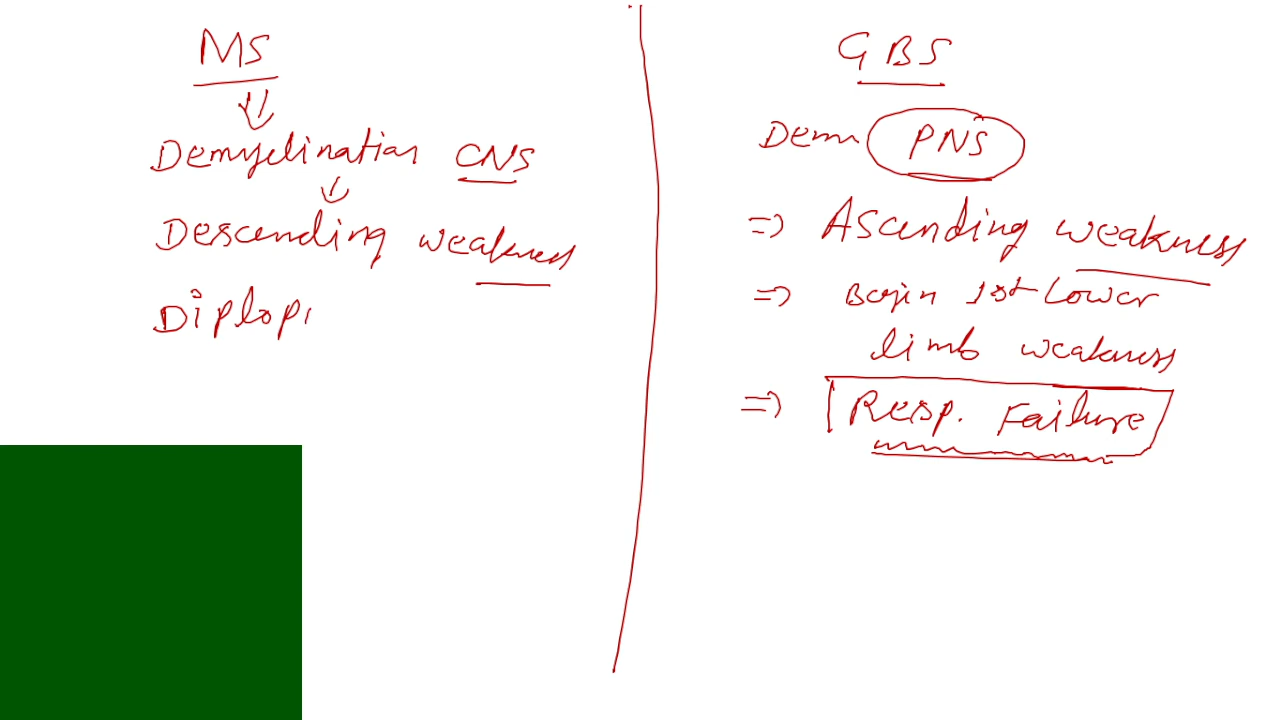 MS
Demyelination CNS
Descending weakness
Diplopi
GBS
Dem PNS
=> Ascending weakness
=> Begin 1st Lower
limb weakness
=> Resp. Failure